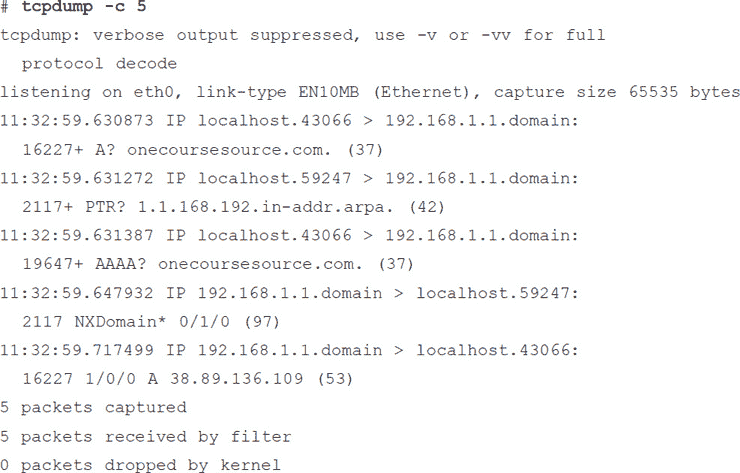 # tcpdump -c 5
tcpdump: verbose output suppressed, use -v or -vv for full
protocol decode
listening on eth0, link-type EN10MB (Ethernet), capture size 65535 bytes
11:32:59.630873 IP localhost.43066 > 192.168.1.1.domain:
16227+ A? onecoursesource.com. (37)
11:32:59.631272 IP localhost.59247 > 192.168.1.1.domain:
2117+ PTR? 1.1.168.192.in-addr.arpa. (42)
11:32:59.631387 IP localhost.43066 > 192.168.1.1.domain:
19647+ AAAA? onecoursesource.com. (37)
11:32:59.647932 IP 192.168.1.1.domain > localhost.59247:
2117 NXDomain* 0/1/0 (97)
11:32:59.717499 IP 192.168.1.1.domain > localhost.43066:
16227 1/0/0 A 38.89.136.109 (53)
5 packets captured
5 packets received by filter
0 packets dropped by kernel